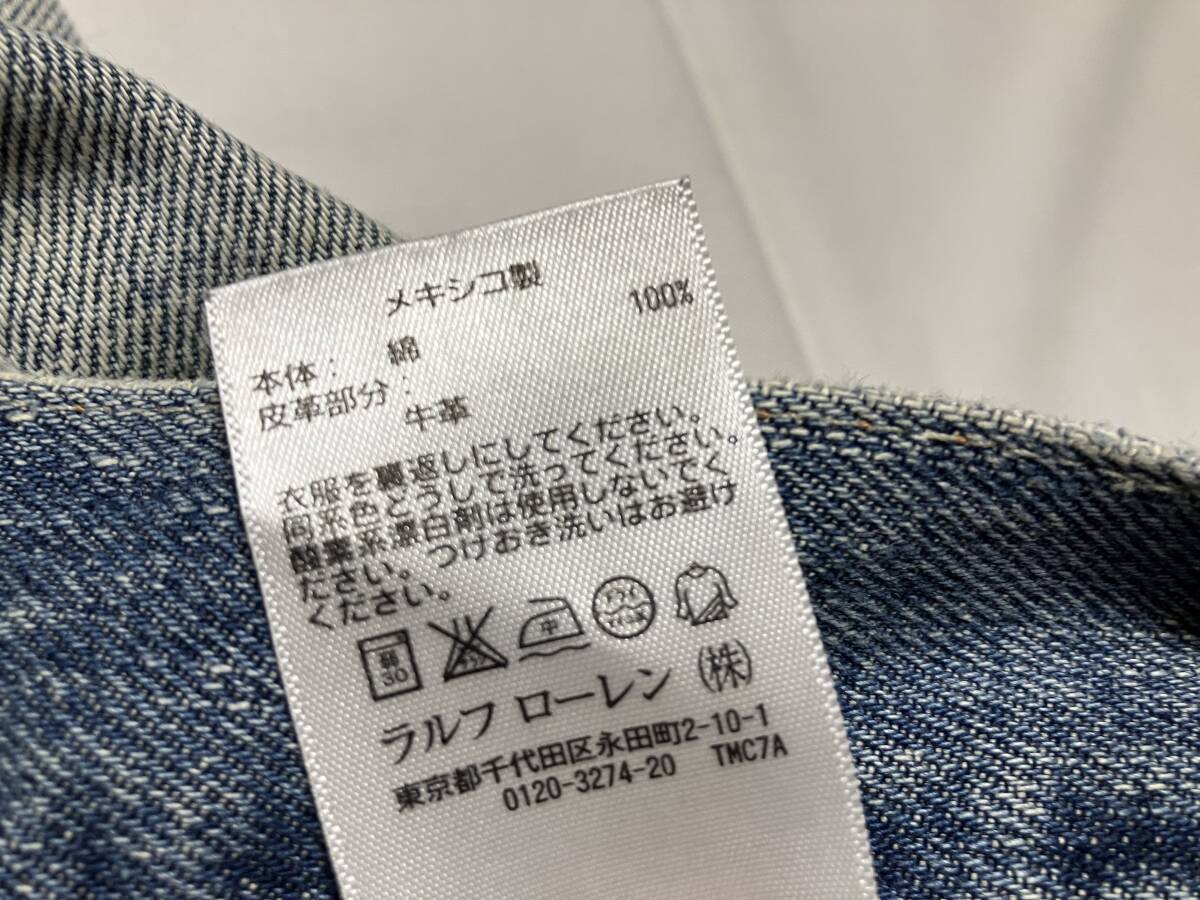 メキシコ製
本体： 綿 100%
皮革部分：
牛革
衣服を裏返しにしてください。
同系色どうしで洗ってください。
酸素系漂白剤は使用しないでく
ださい。つけおき洗いはお避け
ください。
30 中
ラルフ ローレン (株)
東京都千代田区永田町2-10-1
0120-3274-20 TMC7A